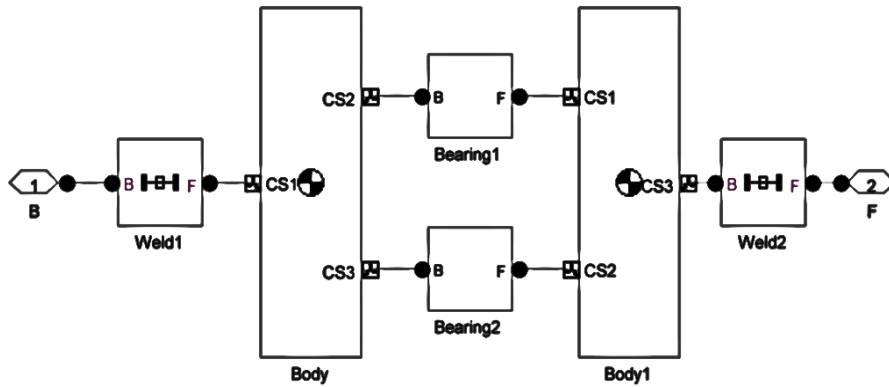 CS2
B
F
CS1
Bearing1
1
B
B
F
Weld1
CS1
CS3
B
F
Weld2
2
F
CS3
B
F
CS2
Bearing2
Body
Body1